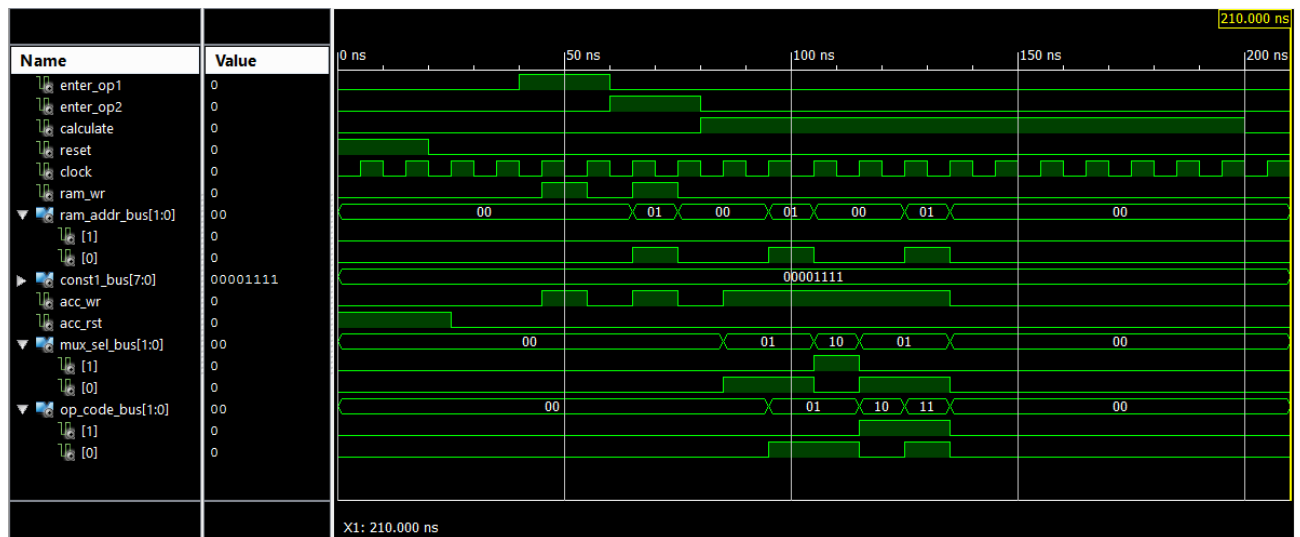 210.000 ns
Name Value 0 ns 50 ns 100 ns 150 ns 200 ns
enter_op1 0
enter_op2 0
calculate 0
reset 0
clock 0
ram_wr 0
ram_addr_bus[1:0] 00 00 01 00 01 00 01 00
[1] 0
[0] 0
const1_bus[7:0] 00001111 00001111
acc_wr 0
acc_rst 0
mux_sel_bus[1:0] 00 00 01 10 01 00
[1] 0
[0] 0
op_code_bus[1:0] 00 00 01 10 11 00
[1] 0
[0] 0
X1: 210.000 ns